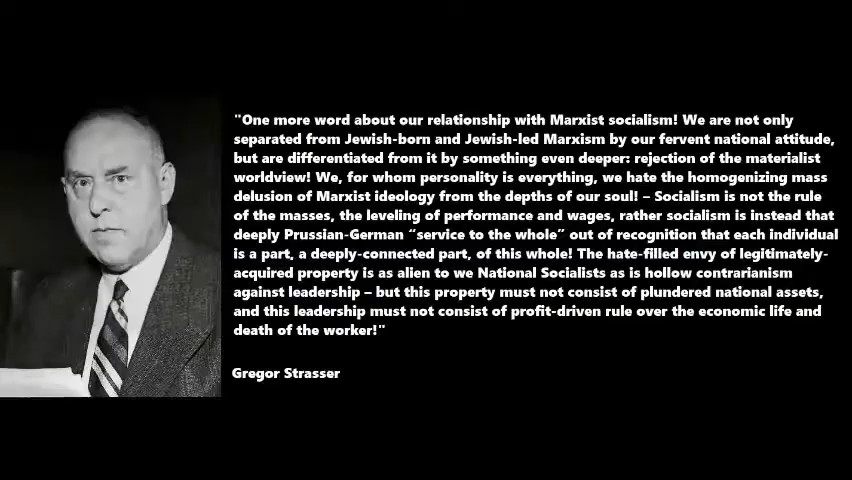 "One more word about our relationship with Marxist socialism! We are not only
separated from Jewish-born and Jewish-led Marxism by our fervent national attitude,
but are differentiated from it by something even deeper: rejection of the materialist
worldview! We, for whom personality is everything, we hate the homogenizing mass
delusion of Marxist ideology from the depths of our soul! – Socialism is not the rule
of the masses, the leveling of performance and wages, rather socialism is instead that
deeply Prussian-German “service to the whole” out of recognition that each individual
is a part, a deeply-connected part, of this whole! The hate-filled envy of legitimately-
acquired property is as alien to we National Socialists as is hollow contrarianism
against leadership – but this property must not consist of plundered national assets,
and this leadership must not consist of profit-driven rule over the economic life and
death of the worker!"
Gregor Strasser